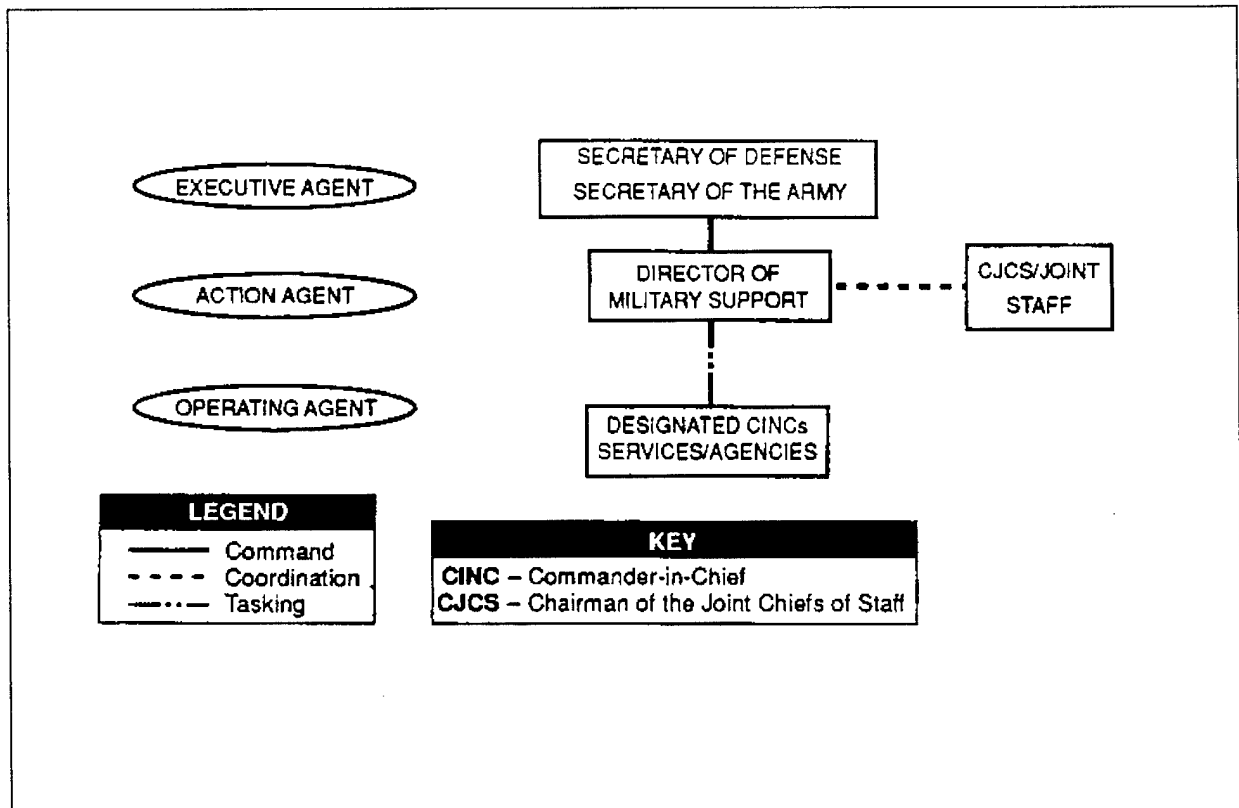 EXECUTIVE AGENT
SECRETARY OF DEFENSE
SECRETARY OF THE ARMY
ACTION AGENT
DIRECTOR OF
MILITARY SUPPORT
CJCS/JOINT
STAFF
OPERATING AGENT
DESIGNATED CINCs
SERVICES/AGENCIES
LEGEND
Command
Coordination
Tasking
KEY
CINC – Commander-in-Chief
CJCS – Chairman of the Joint Chiefs of Staff